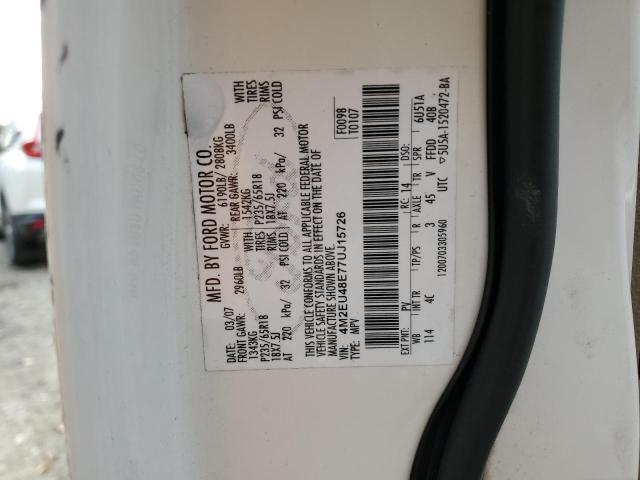 MFD. BY FORD MOTOR CO.
DATE: 03/07 GVWR: 6190LB/ 2808KG
FRONT GAWR: 2960LB REAR GAWR: 3400LB
1343KG 1542KG WITH
P235/65R18 TIRES P235/65R18 TIRES
18X7.5J RIMS 18X7.5J RIMS
AT 220 kPa/ 32 PSI COLD AT 220 kPa/ 32 PSI COLD
THIS VEHICLE CONFORMS TO ALL APPLICABLE FEDERAL MOTOR
VEHICLE SAFETY STANDARDS IN EFFECT ON THE DATE OF
MANUFACTURE SHOWN ABOVE.
VIN: 4M2EU48E77UJ15726 F0098
TYPE: MPV T0107
EXT PNT: PV RC: 14 DSO:
WB INT TR TP/PS R AXLE TR SPR 6U51A
114 4C 3 45 V FFDD 40B
1200703305960 UTC 5U5A-1520472-BA